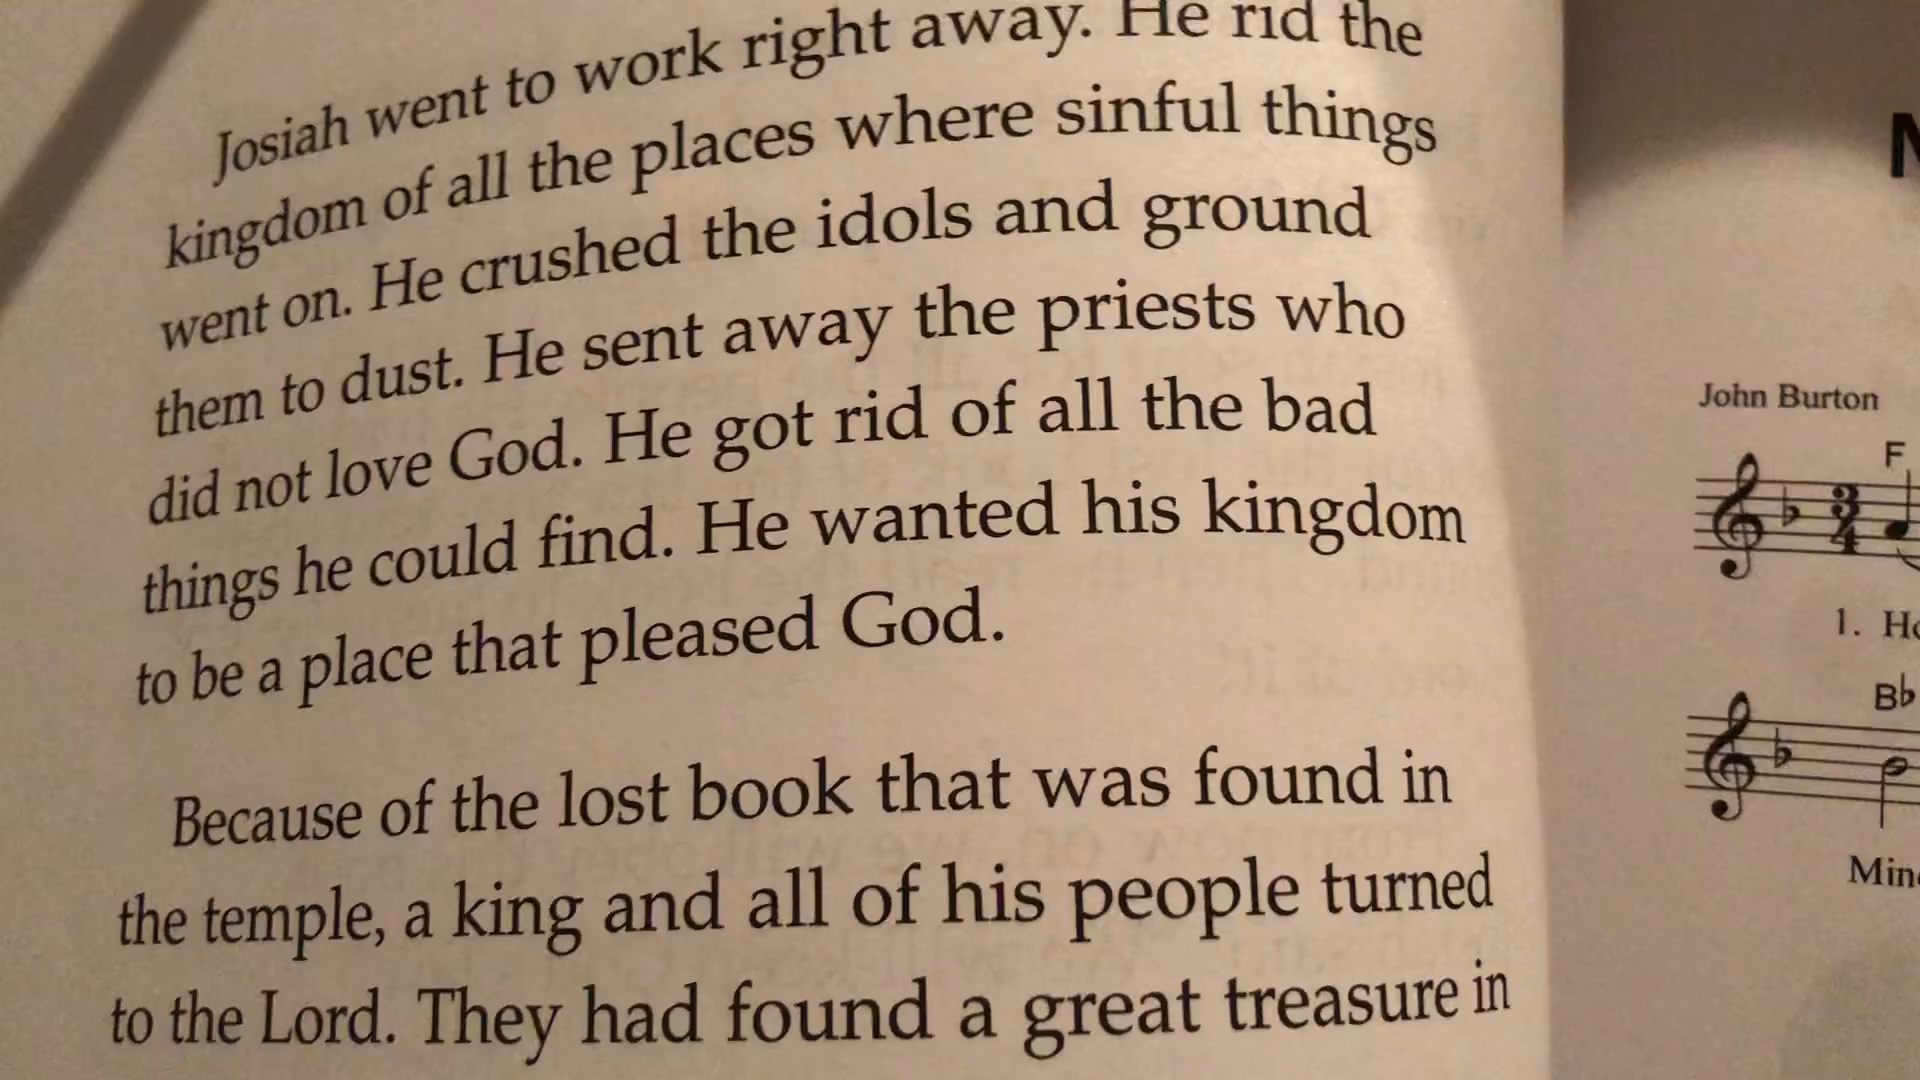 Josiah went to work right away. He rid the
kingdom of all the places where sinful things
went on. He crushed the idols and ground
them to dust. He sent away the priests who
did not love God. He got rid of all the bad
things he could find. He wanted his kingdom
to be a place that pleased God.
Because of the lost book that was found in
the temple, a king and all of his people turned
to the Lord. They had found a great treasure in
John Burton
F
3
4
1.
Bb